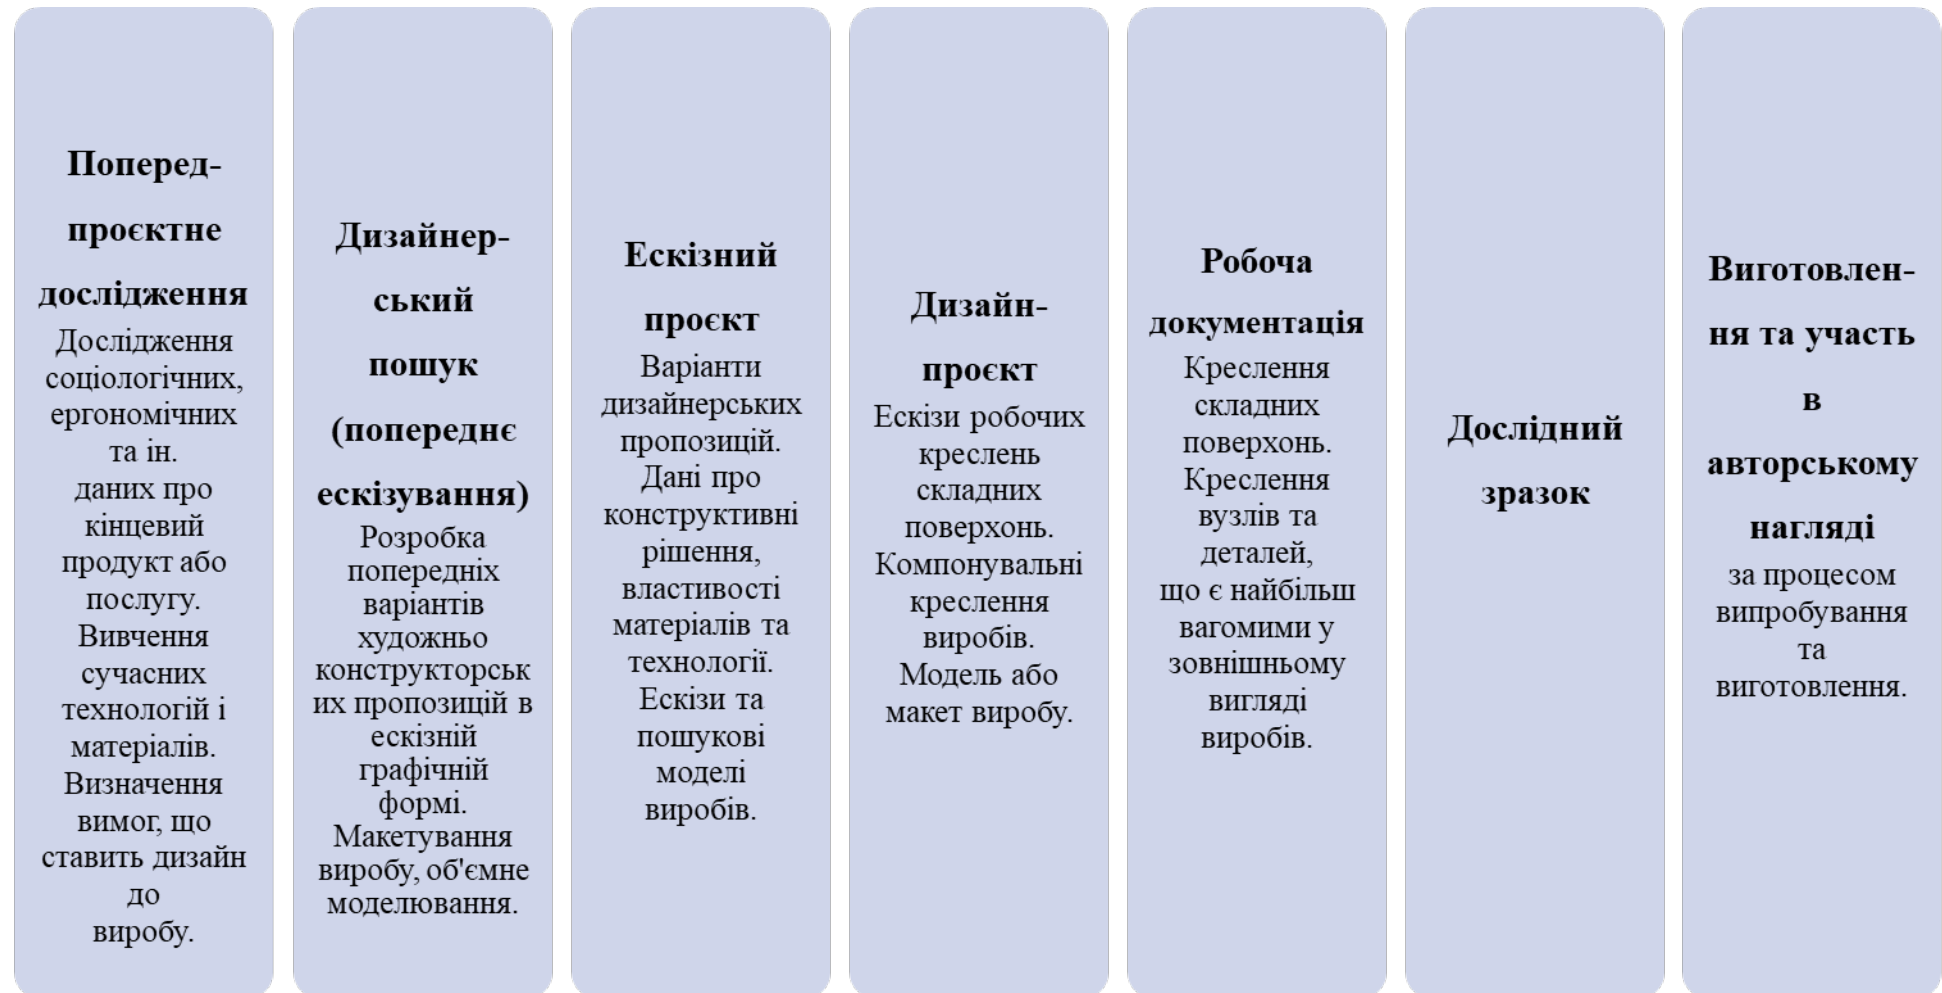 Поперед-
проєктне
дослідження
Дослідження
соціологічних,
ергономічних
та ін.
даних про
кінцевий
продукт або
послугу.
Вивчення
сучасних
технологій і
матеріалів.
Визначення
вимог, що
ставить дизайн
до
виробу.
Дизайнер-
ський
пошук
(попереднє
ескізування)
Розробка
попередніх
варіантів
художньо
конструкторськ
их пропозицій в
ескізній
графічній
формі.
Макетування
виробу, об'ємне
моделювання.
Ескізний
проєкт
Варіанти
дизайнерських
пропозицій.
Дані про
конструктивні
рішення,
властивості
матеріалів та
технології.
Ескізи та
пошукові
моделі
виробів.
Дизайн-
проєкт
Ескізи робочих
креслень
складних
поверхонь.
Компонувальні
креслення
виробів.
Модель або
макет виробу.
Робоча
документація
Креслення
складних
поверхонь.
Креслення
вузлів та
деталей,
що є найбільш
вагомими у
зовнішньому
вигляді
виробів.
Дослідний
зразок
Виготовлен-
ня та участь
в
авторському
нагляді
за процесом
випробування
та
виготовлення.